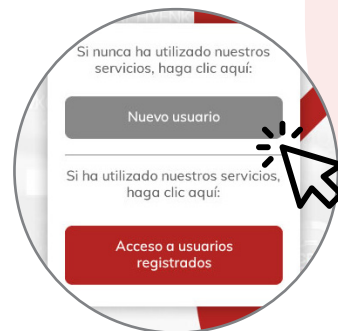 Si nunca ha utilizado nuestros
servicios, haga clic aquí:
Nuevo usuario
Si ha utilizado nuestros servicios,
haga clic aquí:
Acceso a usuarios
registrados